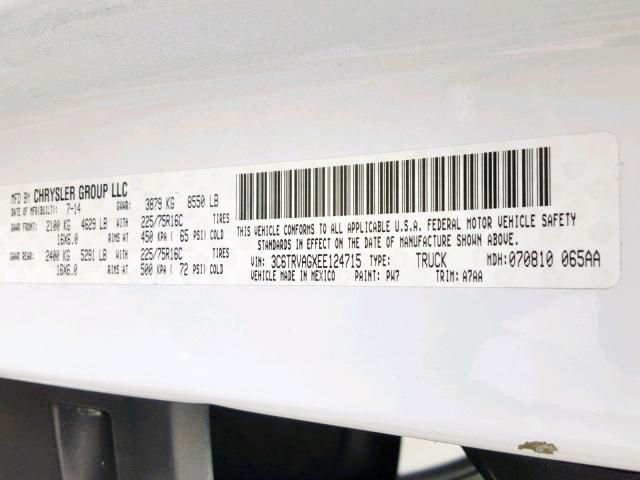 MFD BY CHRYSLER GROUP LLC
DATE OF MFR(BUILT): 7-14 GVWR: 3879 KG 8550 LB
GAWR FRONT: 2100 KG 4629 LB WITH 225/75R16C TIRES
16X6.0 RIMS AT 450 KPA ( 65 PSI) COLD
GAWR REAR: 2400 KG 5291 LB WITH 225/75R16C TIRES
16X6.0 RIMS AT 500 KPA ( 72 PSI) COLD
THIS VEHICLE CONFORMS TO ALL APPLICABLE U.S.A. FEDERAL MOTOR VEHICLE SAFETY
STANDARDS IN EFFECT ON THE DATE OF MANUFACTURE SHOWN ABOVE.
VIN: 3C6TRVAGXEE124715 TYPE: TRUCK MDH: 070810 065AA
VEHICLE MADE IN MEXICO PAINT: PW7 TRIM: A7AA